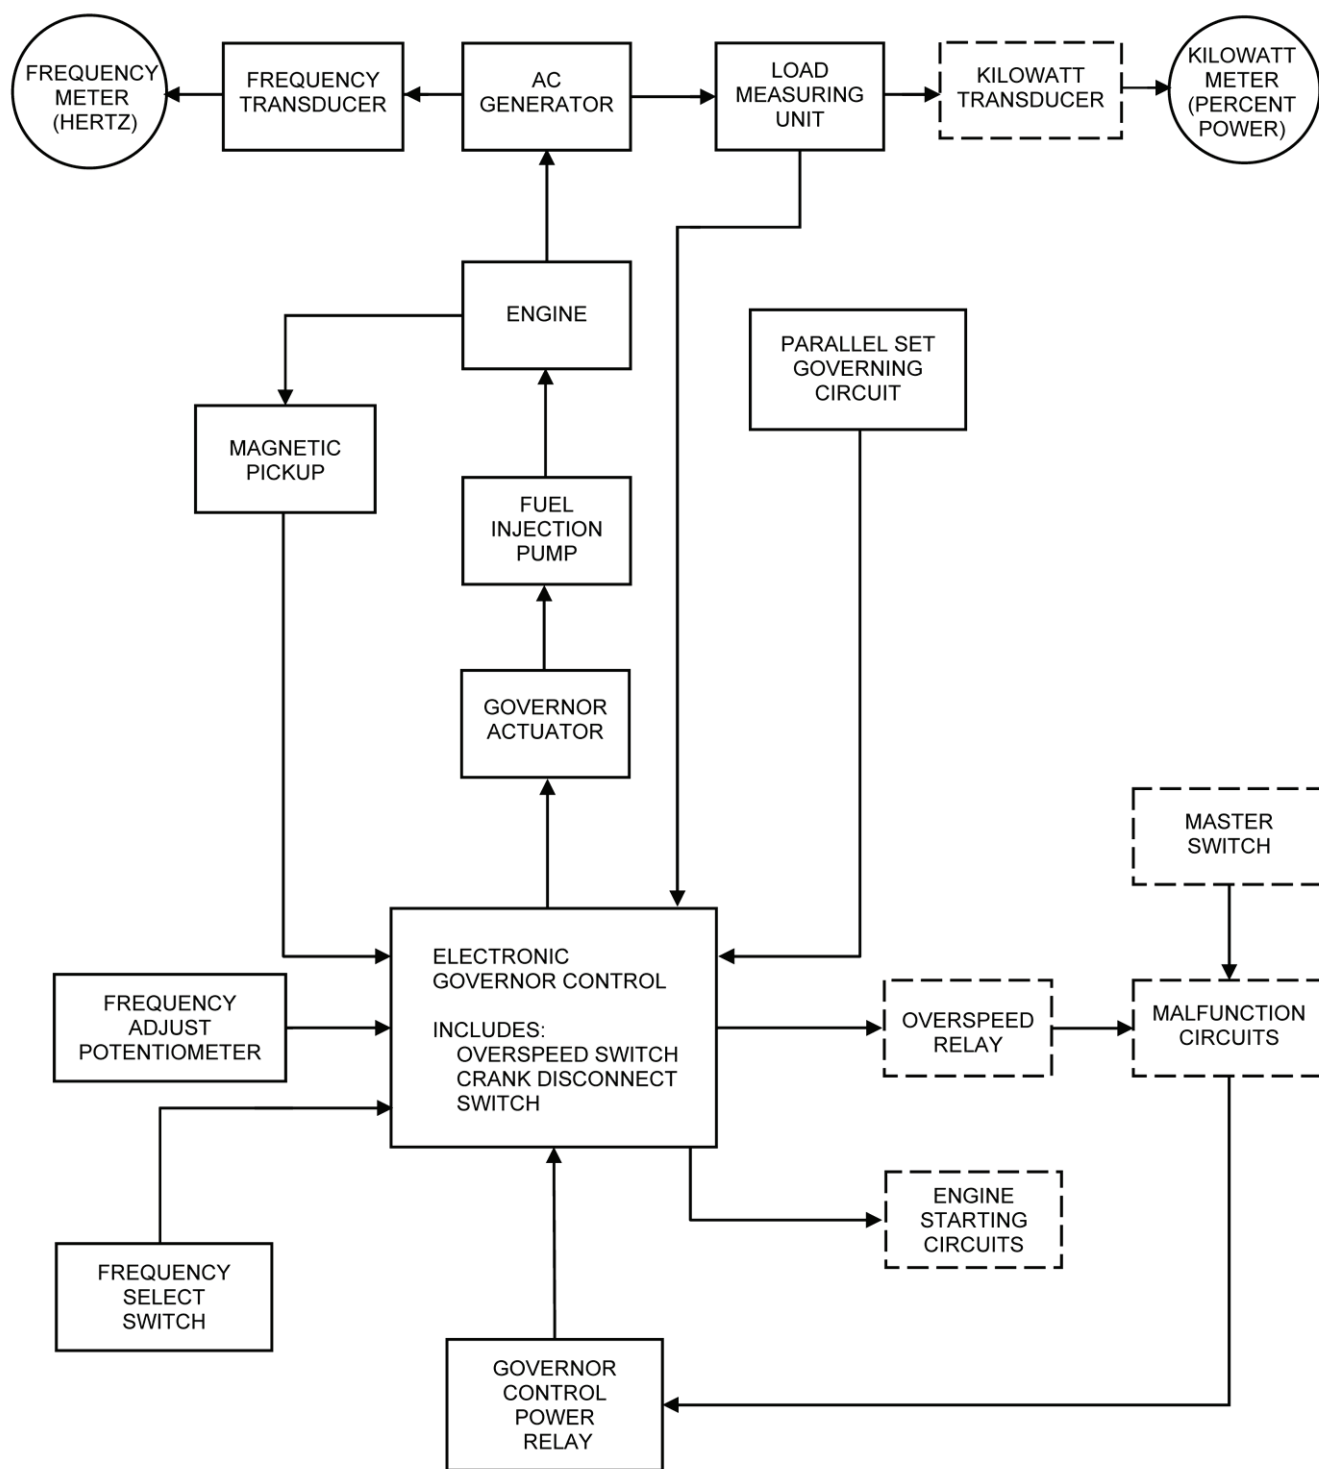 FREQUENCY
METER
(HERTZ)
FREQUENCY
TRANSDUCER
AC
GENERATOR
LOAD
MEASURING
UNIT
KILOWATT
TRANSDUCER
KILOWATT
METER
(PERCENT
POWER)
ENGINE
PARALLEL SET
GOVERNING
CIRCUIT
MAGNETIC
PICKUP
FUEL
INJECTION
PUMP
GOVERNOR
ACTUATOR
MASTER
SWITCH
ELECTRONIC
GOVERNOR CONTROL
INCLUDES:
OVERSPEED SWITCH
CRANK DISCONNECT
SWITCH
FREQUENCY
ADJUST
POTENTIOMETER
OVERSPEED
RELAY
MALFUNCTION
CIRCUITS
ENGINE
STARTING
CIRCUITS
FREQUENCY
SELECT
SWITCH
GOVERNOR
CONTROL
POWER
RELAY